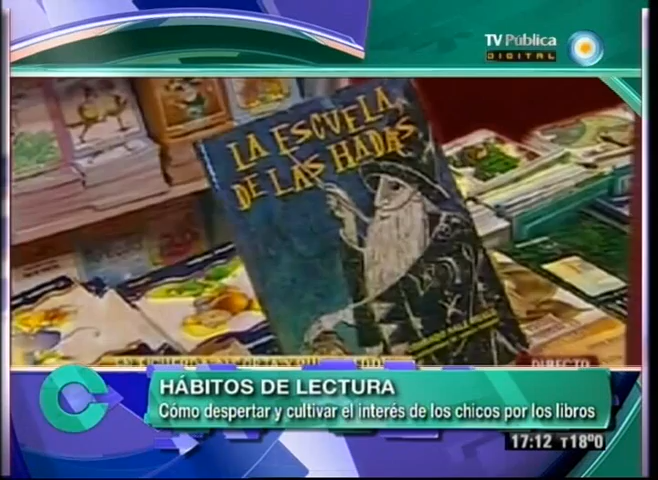 TV Pública
DIGITAL
LA ESCUELA
DE LAS HADAS
DIRECTO
HÁBITOS DE LECTURA
Cómo despertar y cultivar el interés de los chicos por los libros
17:12 T18º0